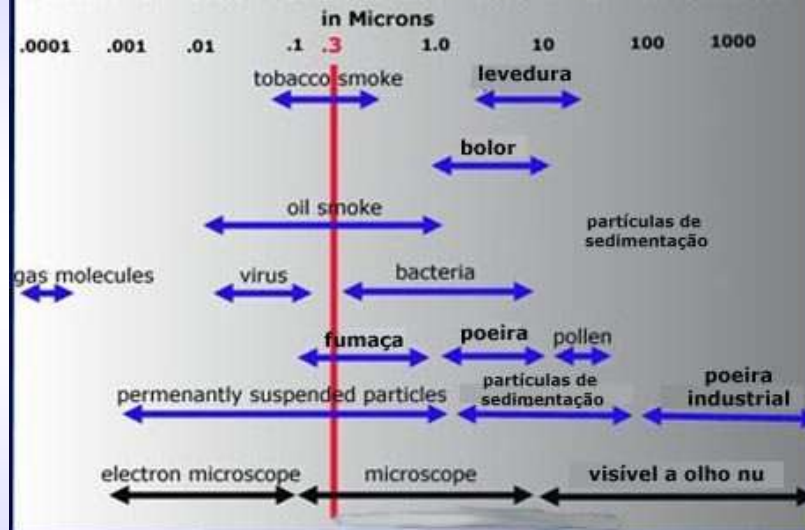 in Microns
.0001 .001 .01 .1 .3 1.0 10 100 1000
tobacco smoke levedura
bolor
oil smoke
partículas de
sedimentação
gas molecules virus bacteria
fumaça poeira pollen
permenantly suspended particles
partículas de
sedimentação
poeira
industrial
electron microscope microscope visível a olho nu